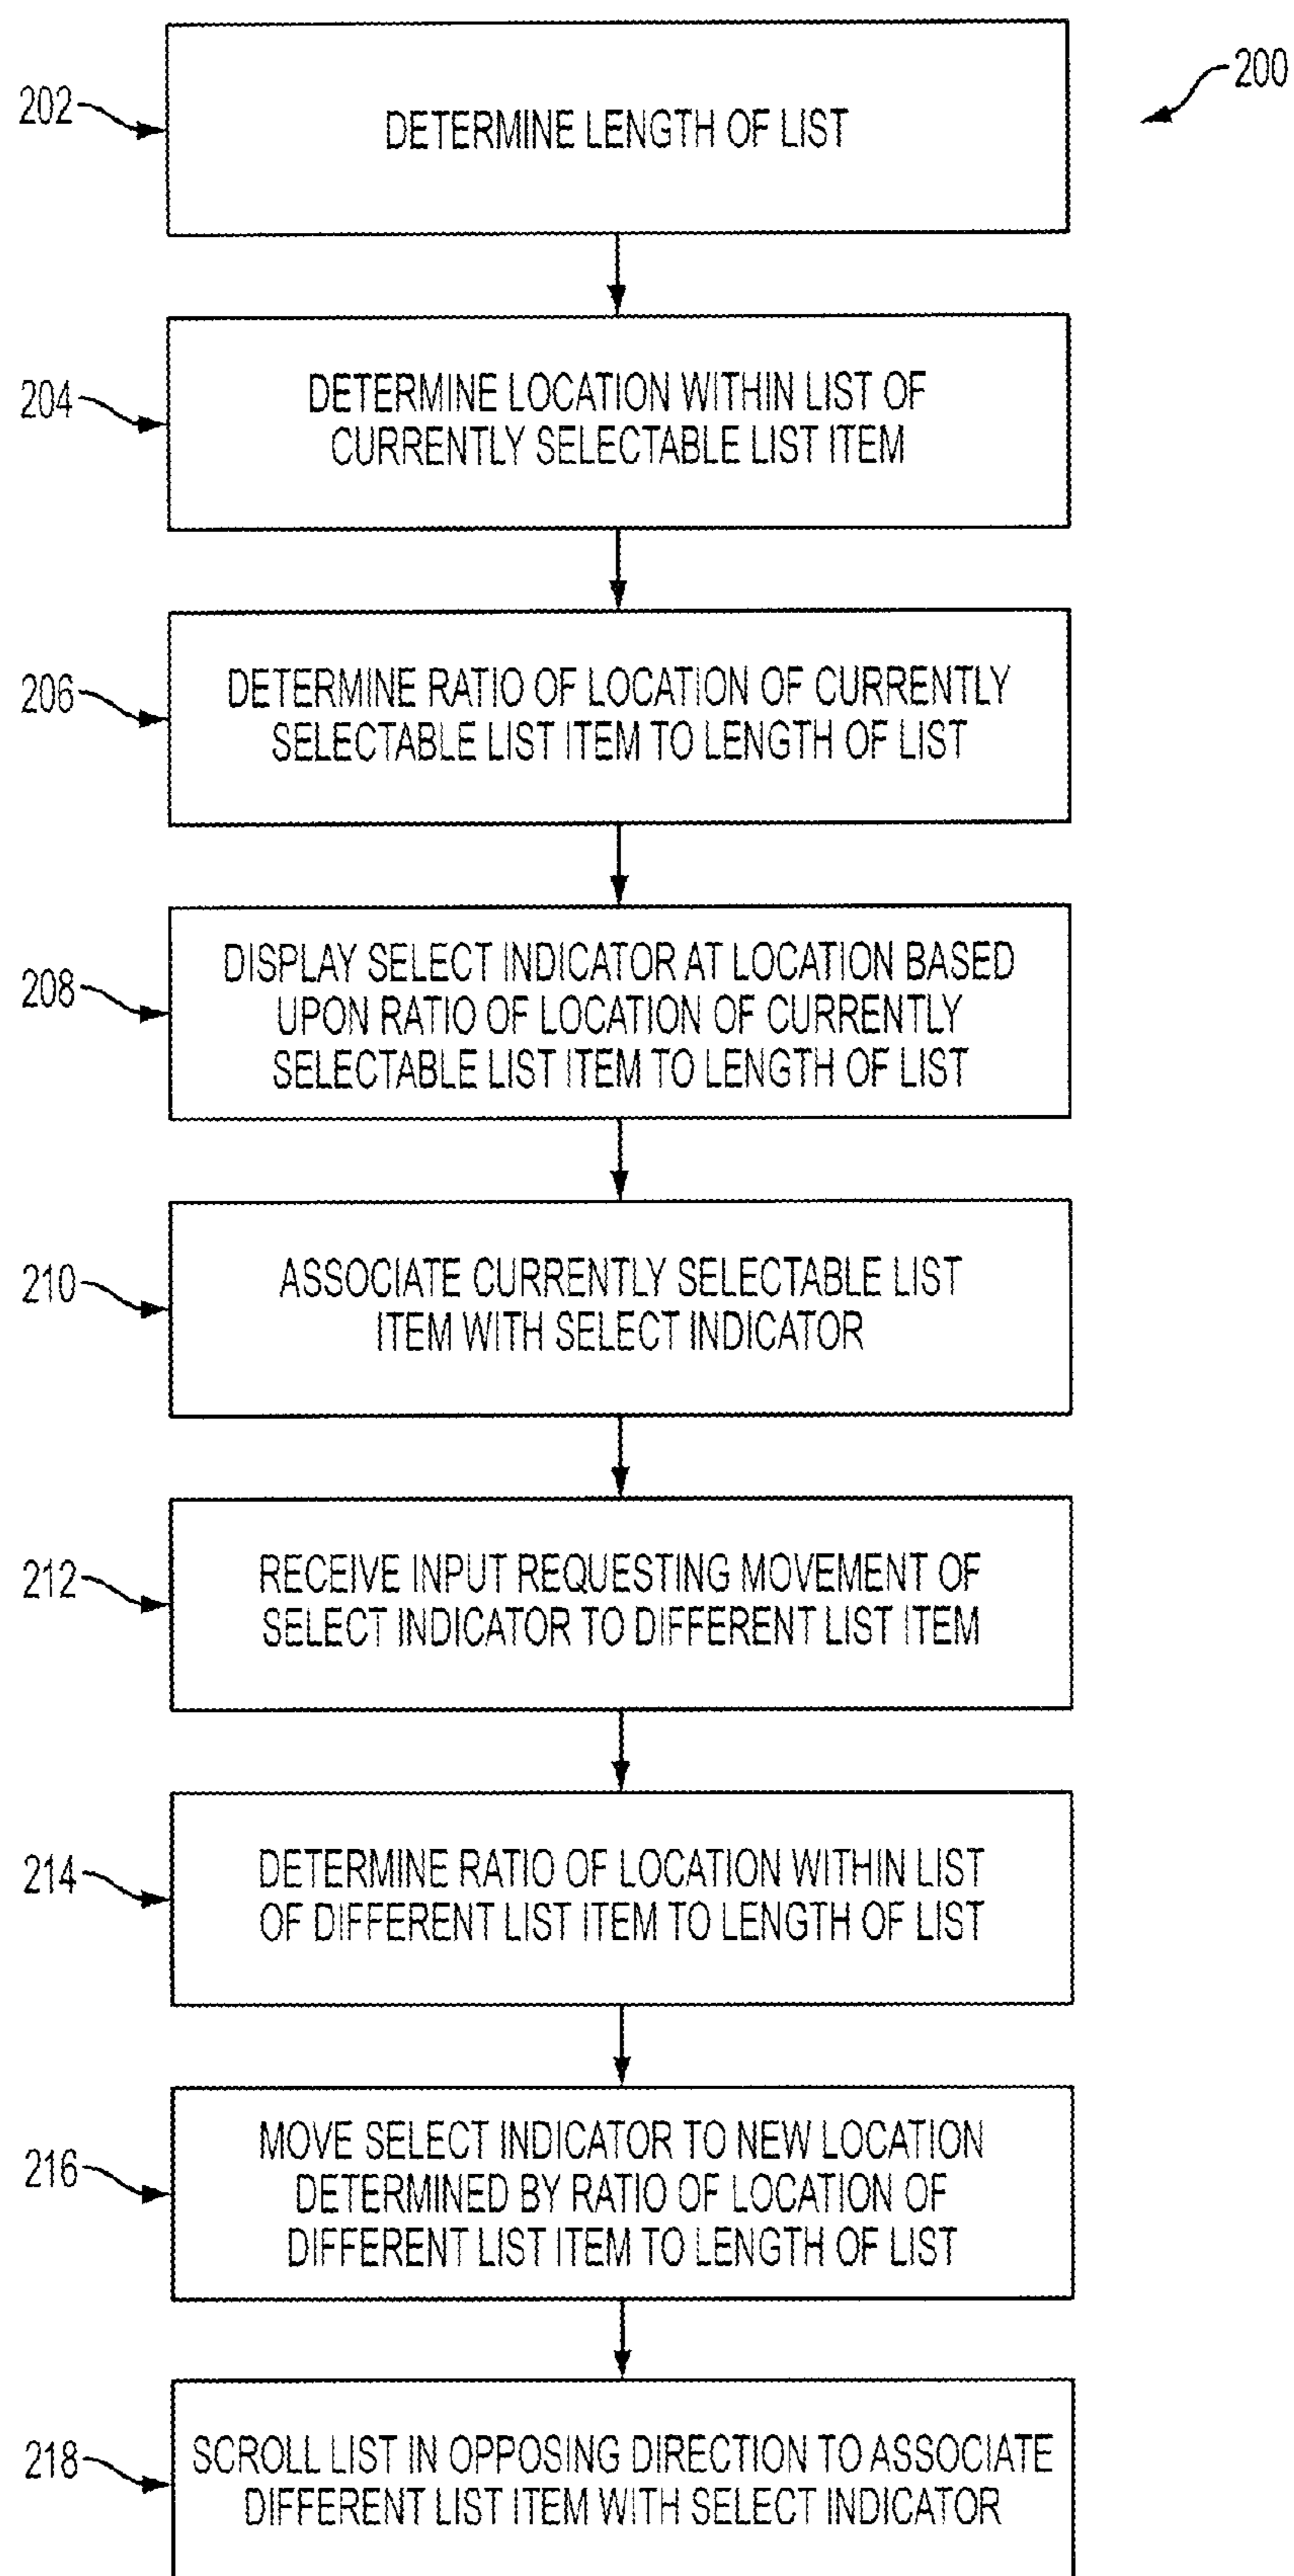 200
202
DETERMINE LENGTH OF LIST
204
DETERMINE LOCATION WITHIN LIST OF
CURRENTLY SELECTABLE LIST ITEM
206
DETERMINE RATIO OF LOCATION OF CURRENTLY
SELECTABLE LIST ITEM TO LENGTH OF LIST
208
DISPLAY SELECT INDICATOR AT LOCATION BASED
UPON RATIO OF LOCATION OF CURRENTLY
SELECTABLE LIST ITEM TO LENGTH OF LIST
210
ASSOCIATE CURRENTLY SELECTABLE LIST
ITEM WITH SELECT INDICATOR
212
RECEIVE INPUT REQUESTING MOVEMENT OF
SELECT INDICATOR TO DIFFERENT LIST ITEM
214
DETERMINE RATIO OF LOCATION WITHIN LIST
OF DIFFERENT LIST ITEM TO LENGTH OF LIST
216
MOVE SELECT INDICATOR TO NEW LOCATION
DETERMINED BY RATIO OF LOCATION OF
DIFFERENT LIST ITEM TO LENGTH OF LIST
218
SCROLL LIST IN OPPOSING DIRECTION TO ASSOCIATE
DIFFERENT LIST ITEM WITH SELECT INDICATOR